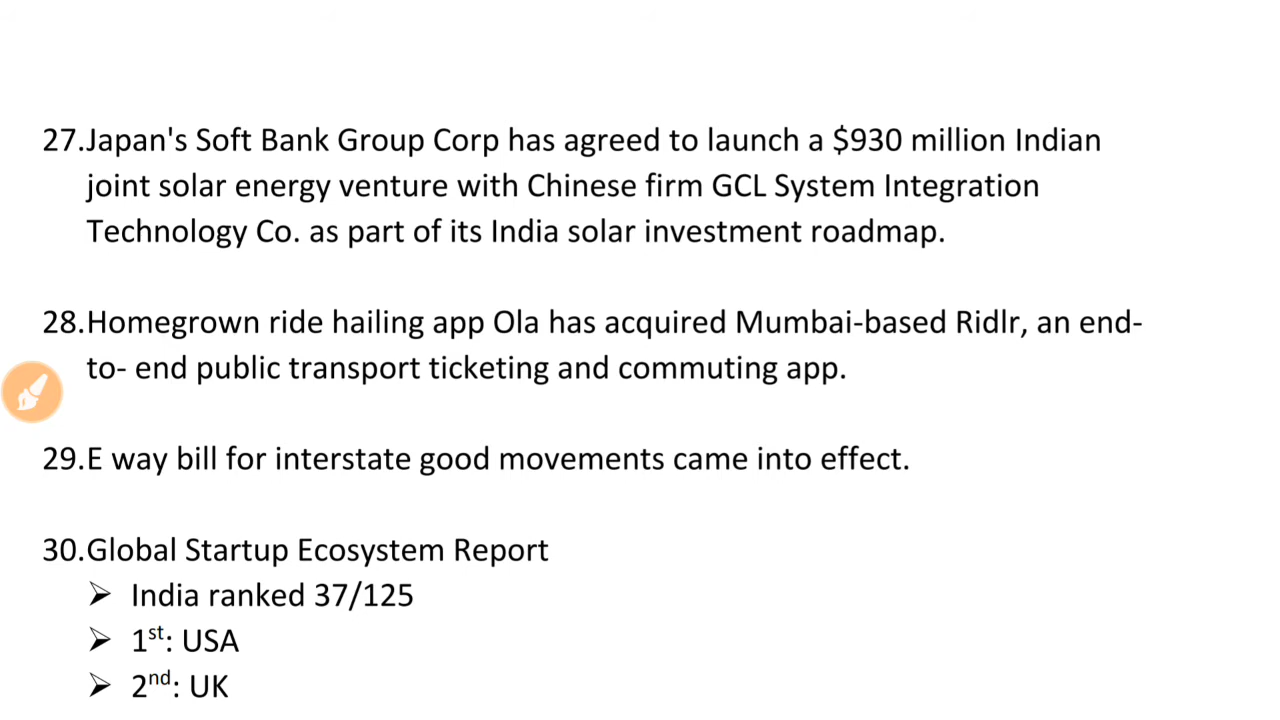 27.Japan's Soft Bank Group Corp has agreed to launch a $930 million Indian
joint solar energy venture with Chinese firm GCL System Integration
Technology Co. as part of its India solar investment roadmap.
28.Homegrown ride hailing app Ola has acquired Mumbai-based Ridlr, an end-
to- end public transport ticketing and commuting app.
29.E way bill for interstate good movements came into effect.
30.Global Startup Ecosystem Report
➢ India ranked 37/125
➢ 1st: USA
➢ 2nd: UK